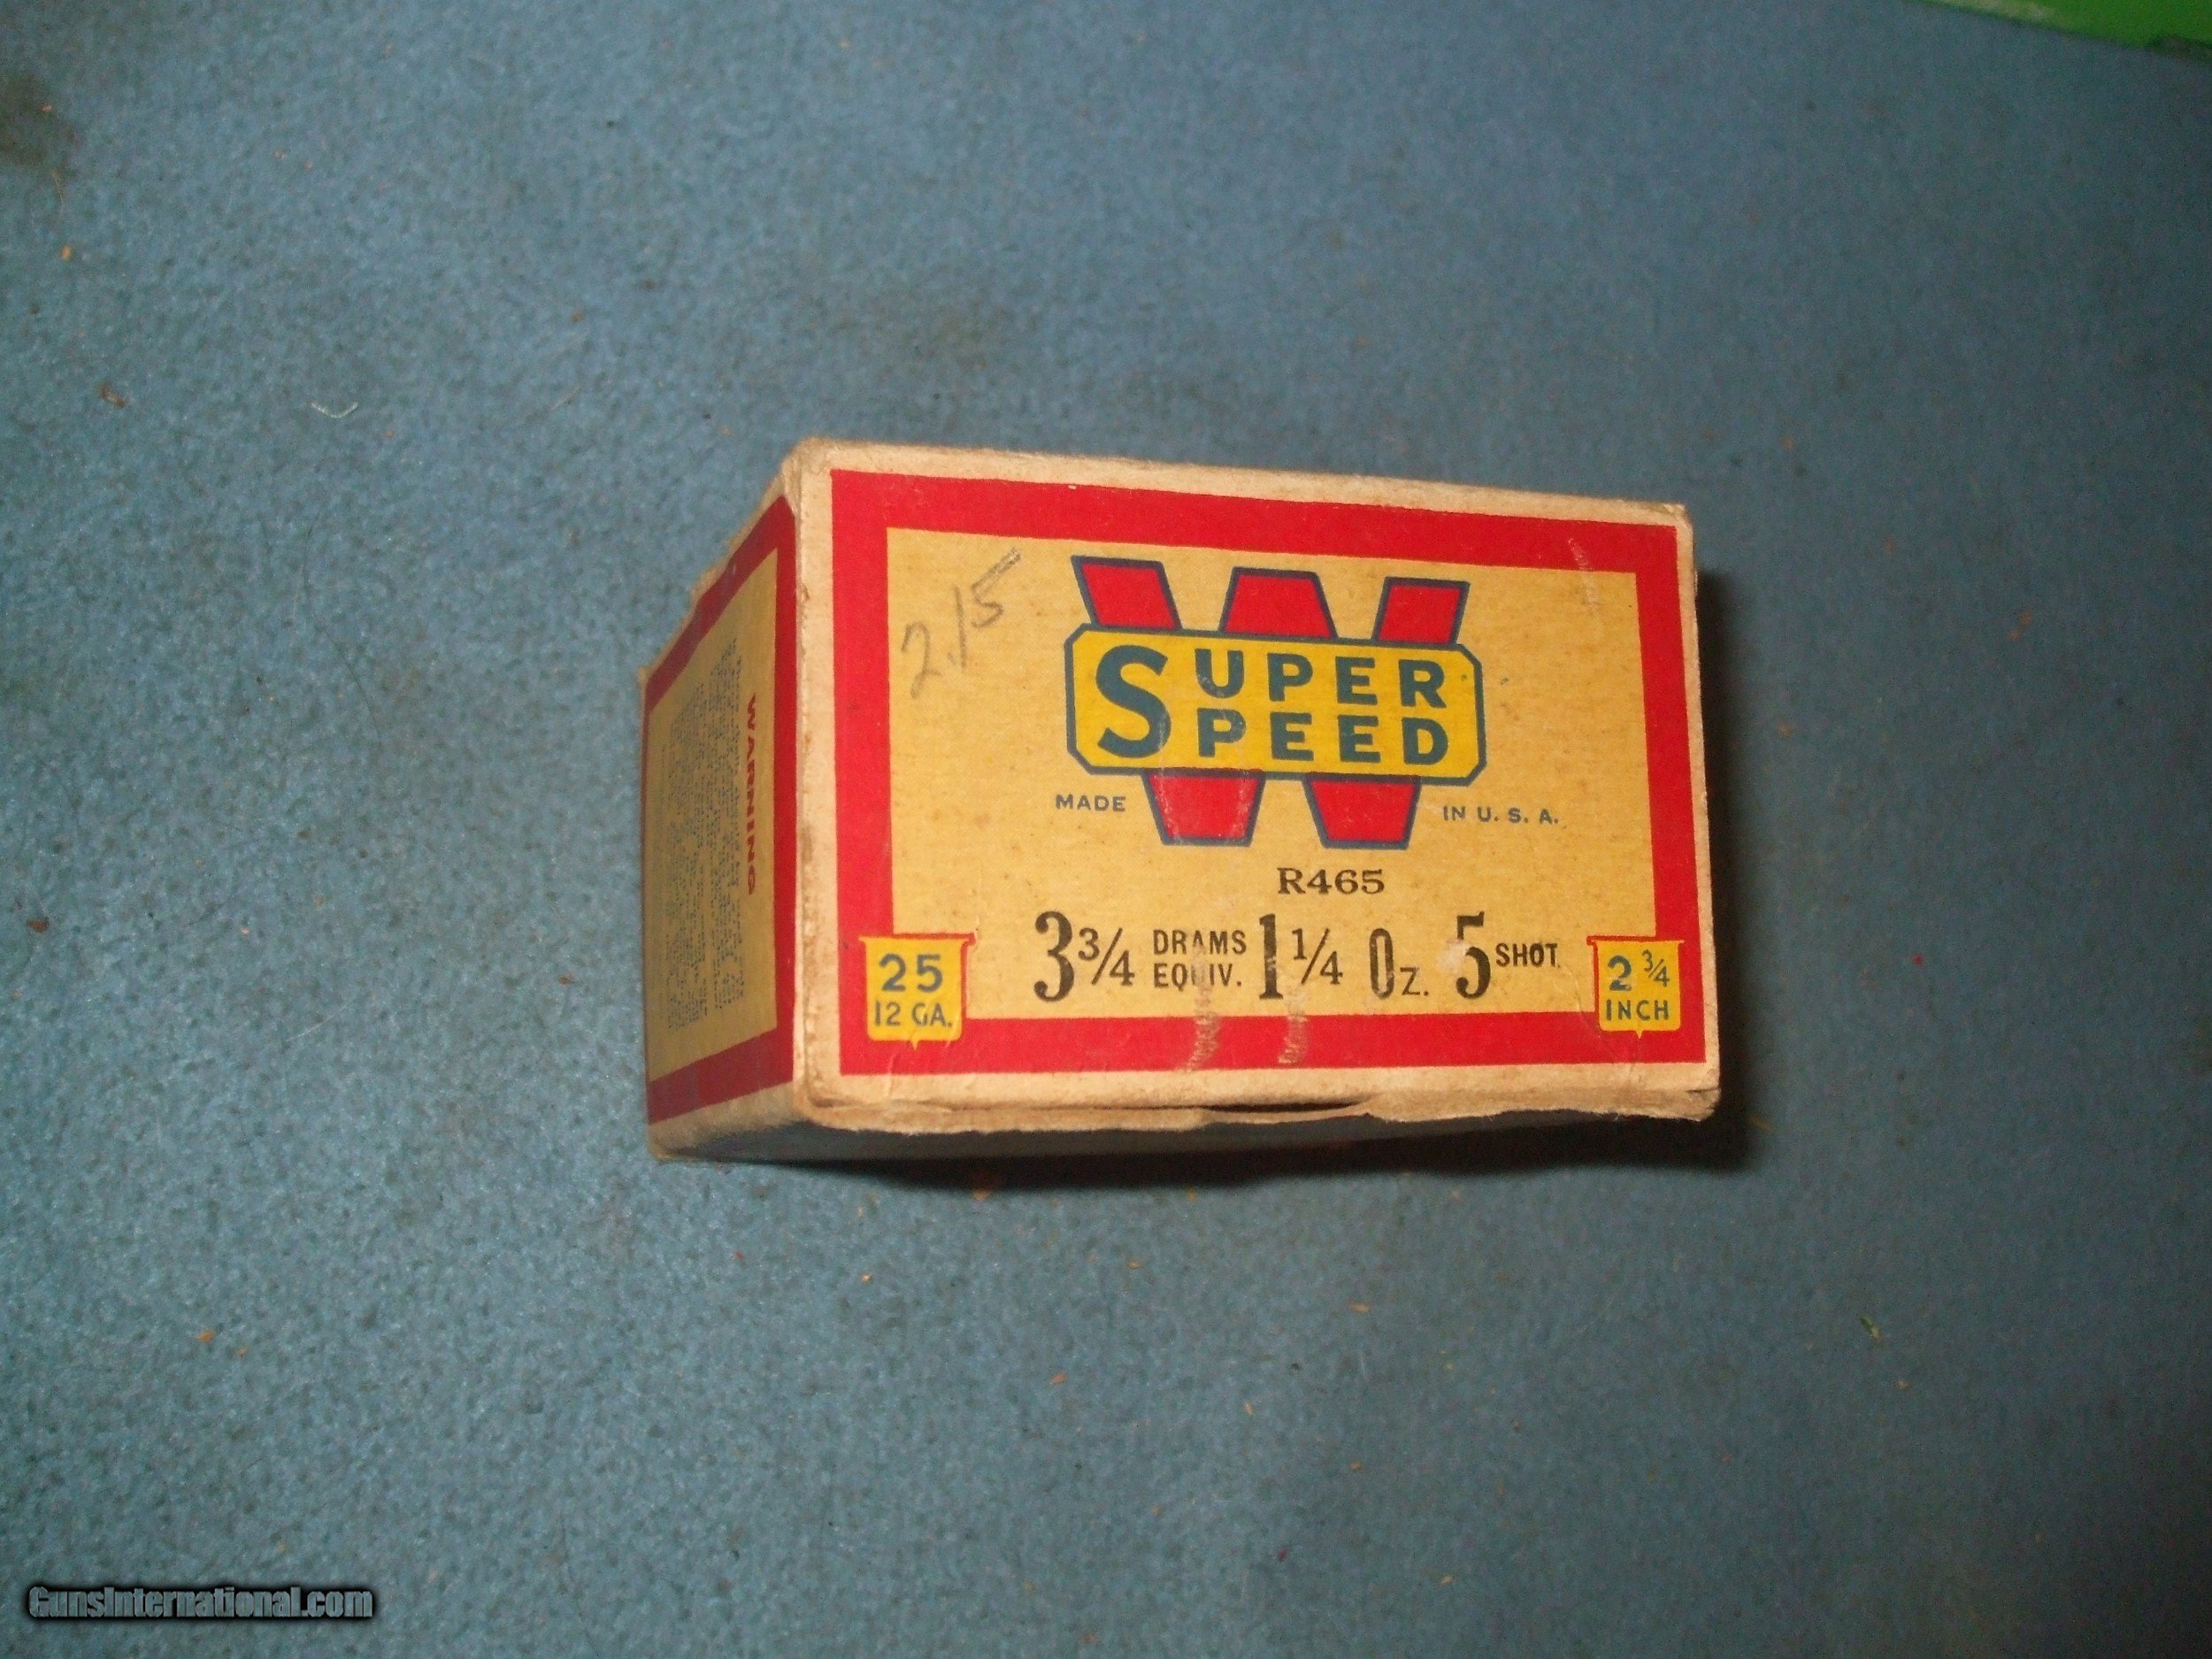 2.15
W
SUPER
SPEED
MADE IN U. S. A.
R465
3 3/4 DRAMS EQUIV. 1 1/4 OZ. 5 SHOT
25
12 GA.
2 3/4
INCH
WARNING
GunsInternational.com